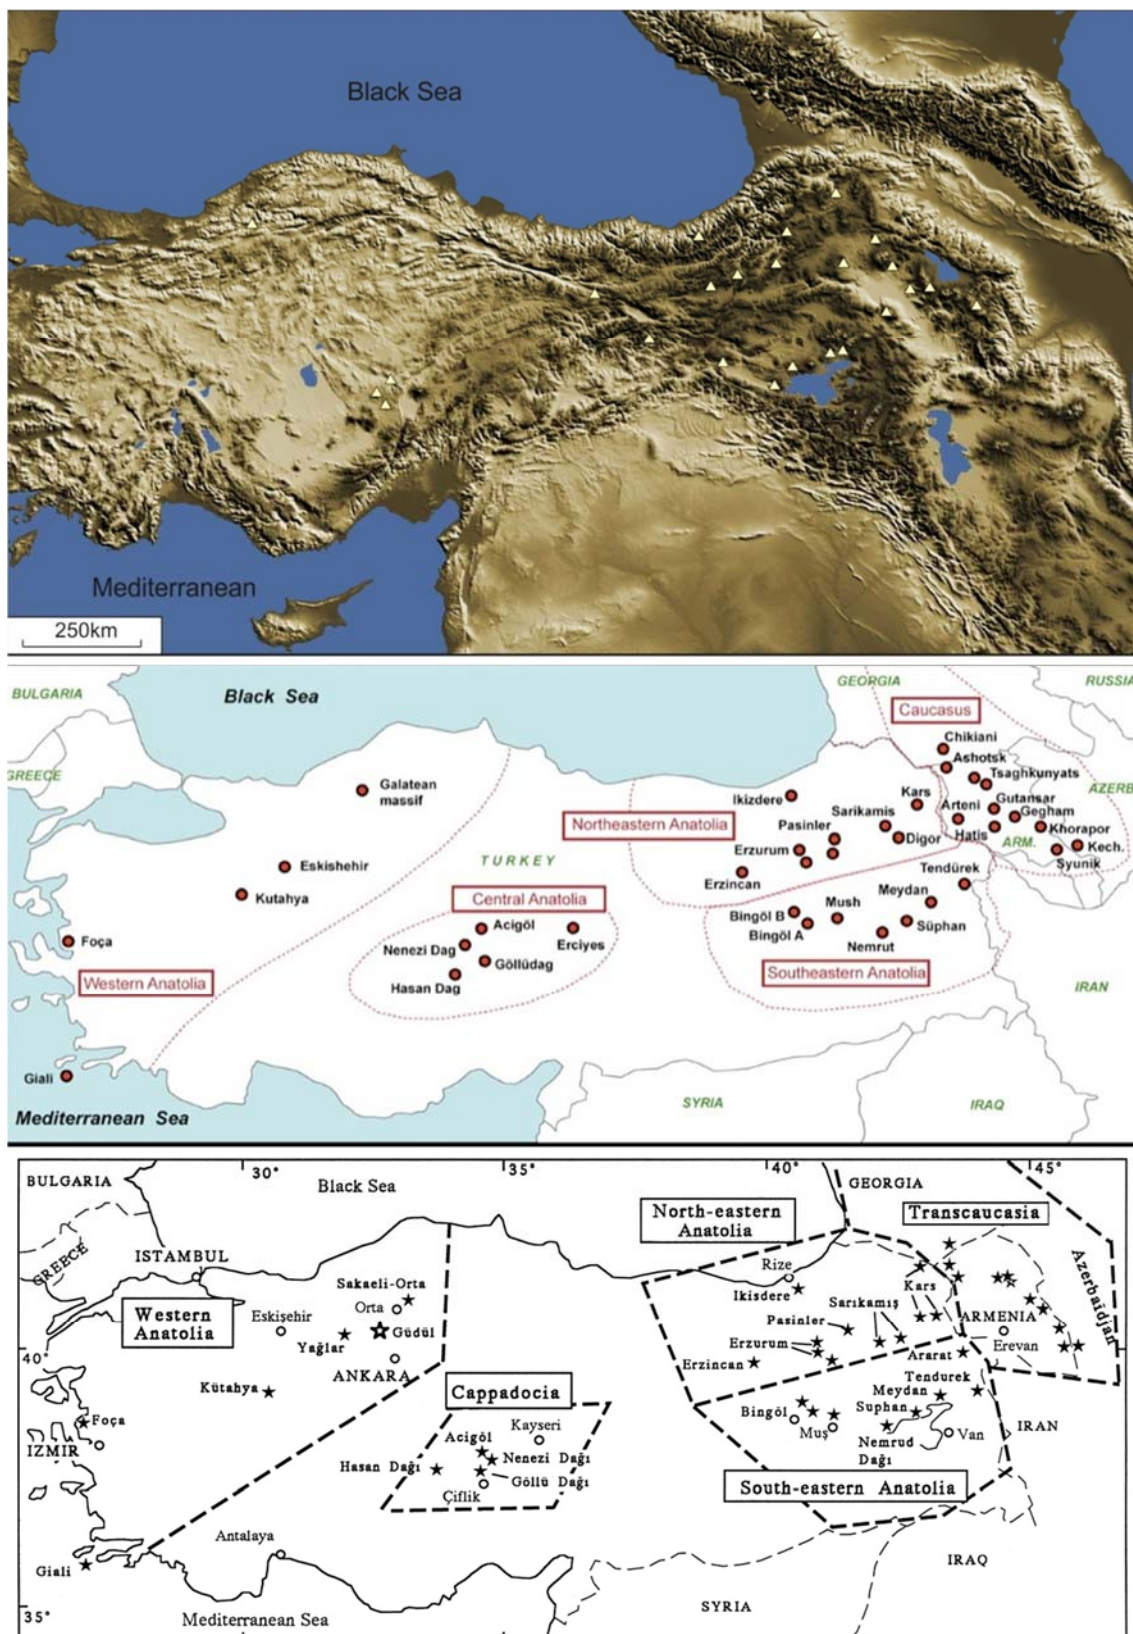 Black Sea
Mediterranean
250km
BULGARIA
Black Sea
GEORGIA
RUSSIA
Caucasus
Chikiani
Ashotsk
GREECE
Galatean
massif
Tsaghkunyats
AZERB
Ikizdere
Kars
Arteni
Gutansar
Gegham
Northeastern Anatolia
Sarikamis
Pasinler
Hatis
Khorapor
Digor
ARM.
Kech.
Erzurum
Syunik
TURKEY
Eskishehir
Erzincan
Tendürek
Kutahya
Central Anatolia
Meydan
Mush
Acigöl
Bingöl B
Süphan
Foça
Nenezi Dag
Erciyes
Bingöl A
Nemrut
Göllüdag
Western Anatolia
Hasan Dag
Southeastern Anatolia
IRAN
Giali
SYRIA
IRAQ
Mediterranean Sea
30°
35°
40°
45°
BULGARIA
Black Sea
GEORGIA
North-eastern
Anatolia
Transcaucasia
GREECE
ISTAMBUL
Rize
Azerbaidjan
Sakaeli-Orta
Ikisdere
Kars
Western
Anatolia
Eskişehir
Orta
Güdül
Sarıkamış
Pasinler
ARMENIA
Yağlar
Erzurum
Erevan
40°
ANKARA
Erzincan
Ararat
Kütahya
Cappadocia
Tendurek
Meydan
Foça
Kayseri
Bingöl
Suphan
IZMIR
Acigöl
Muş
Van
IRAN
Nenezi Dağı
Nemrud
Dağı
Hasan Dağı
Göllü Dağı
Çiflik
South-eastern Anatolia
Antalaya
Giali
IRAQ
35°
SYRIA
Mediterranean Sea